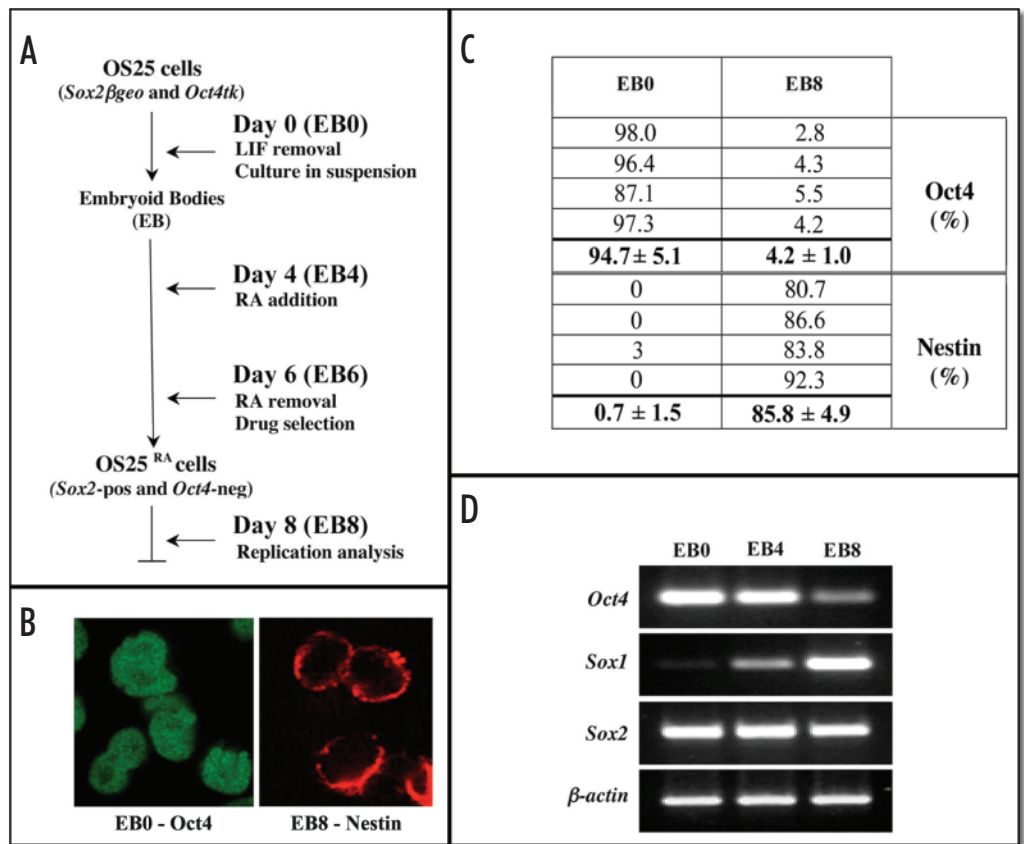 A
OS25 cells
(Sox2βgeo and Oct4tk)
Day 0 (EB0)
LIF removal
Culture in suspension
Embryoid Bodies
(EB)
Day 4 (EB4)
RA addition
Day 6 (EB6)
RA removal
Drug selection
OS25 RA cells
(Sox2-pos and Oct4-neg)
Day 8 (EB8)
Replication analysis
B
EB0 - Oct4 EB8 - Nestin
C
EB0 EB8
98.0 2.8
96.4 4.3
87.1 5.5
97.3 4.2
94.7 ± 5.1 4.2 ± 1.0
Oct4
(%)
0 80.7
0 86.6
3 83.8
0 92.3
0.7 ± 1.5 85.8 ± 4.9
Nestin
(%)
D
EB0 EB4 EB8
Oct4
Sox1
Sox2
β-actin